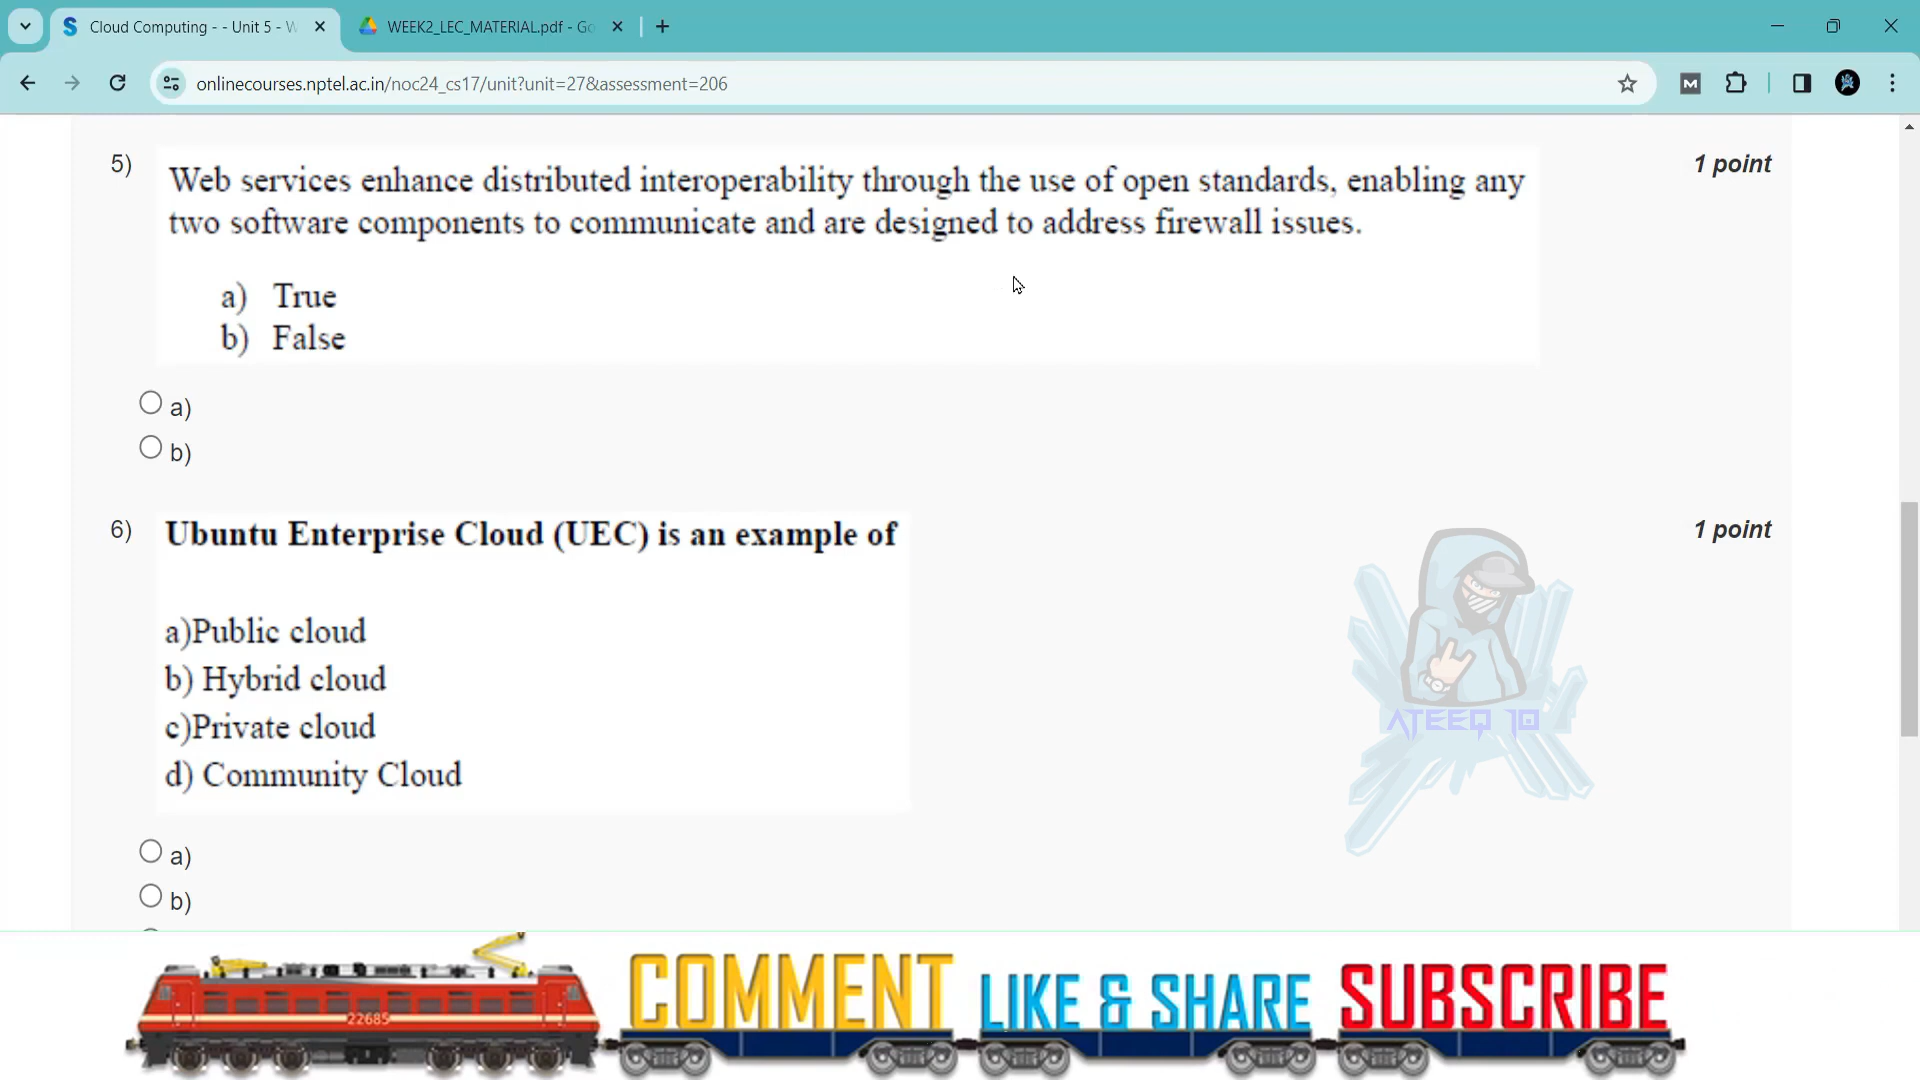 Cloud Computing - - Unit 5 - W
WEEK2_LEC_MATERIAL.pdf - Go
onlinecourses.nptel.ac.in/noc24_cs17/unit?unit=27&assessment=206
M
5)
Web services enhance distributed interoperability through the use of open standards, enabling any
two software components to communicate and are designed to address firewall issues.
1 point
a) True
b) False
a)
b)
6)
Ubuntu Enterprise Cloud (UEC) is an example of
1 point
a)Public cloud
b) Hybrid cloud
c)Private cloud
d) Community Cloud
ATEEQ 10
a)
b)
22685
COMMENT LIKE & SHARE SUBSCRIBE